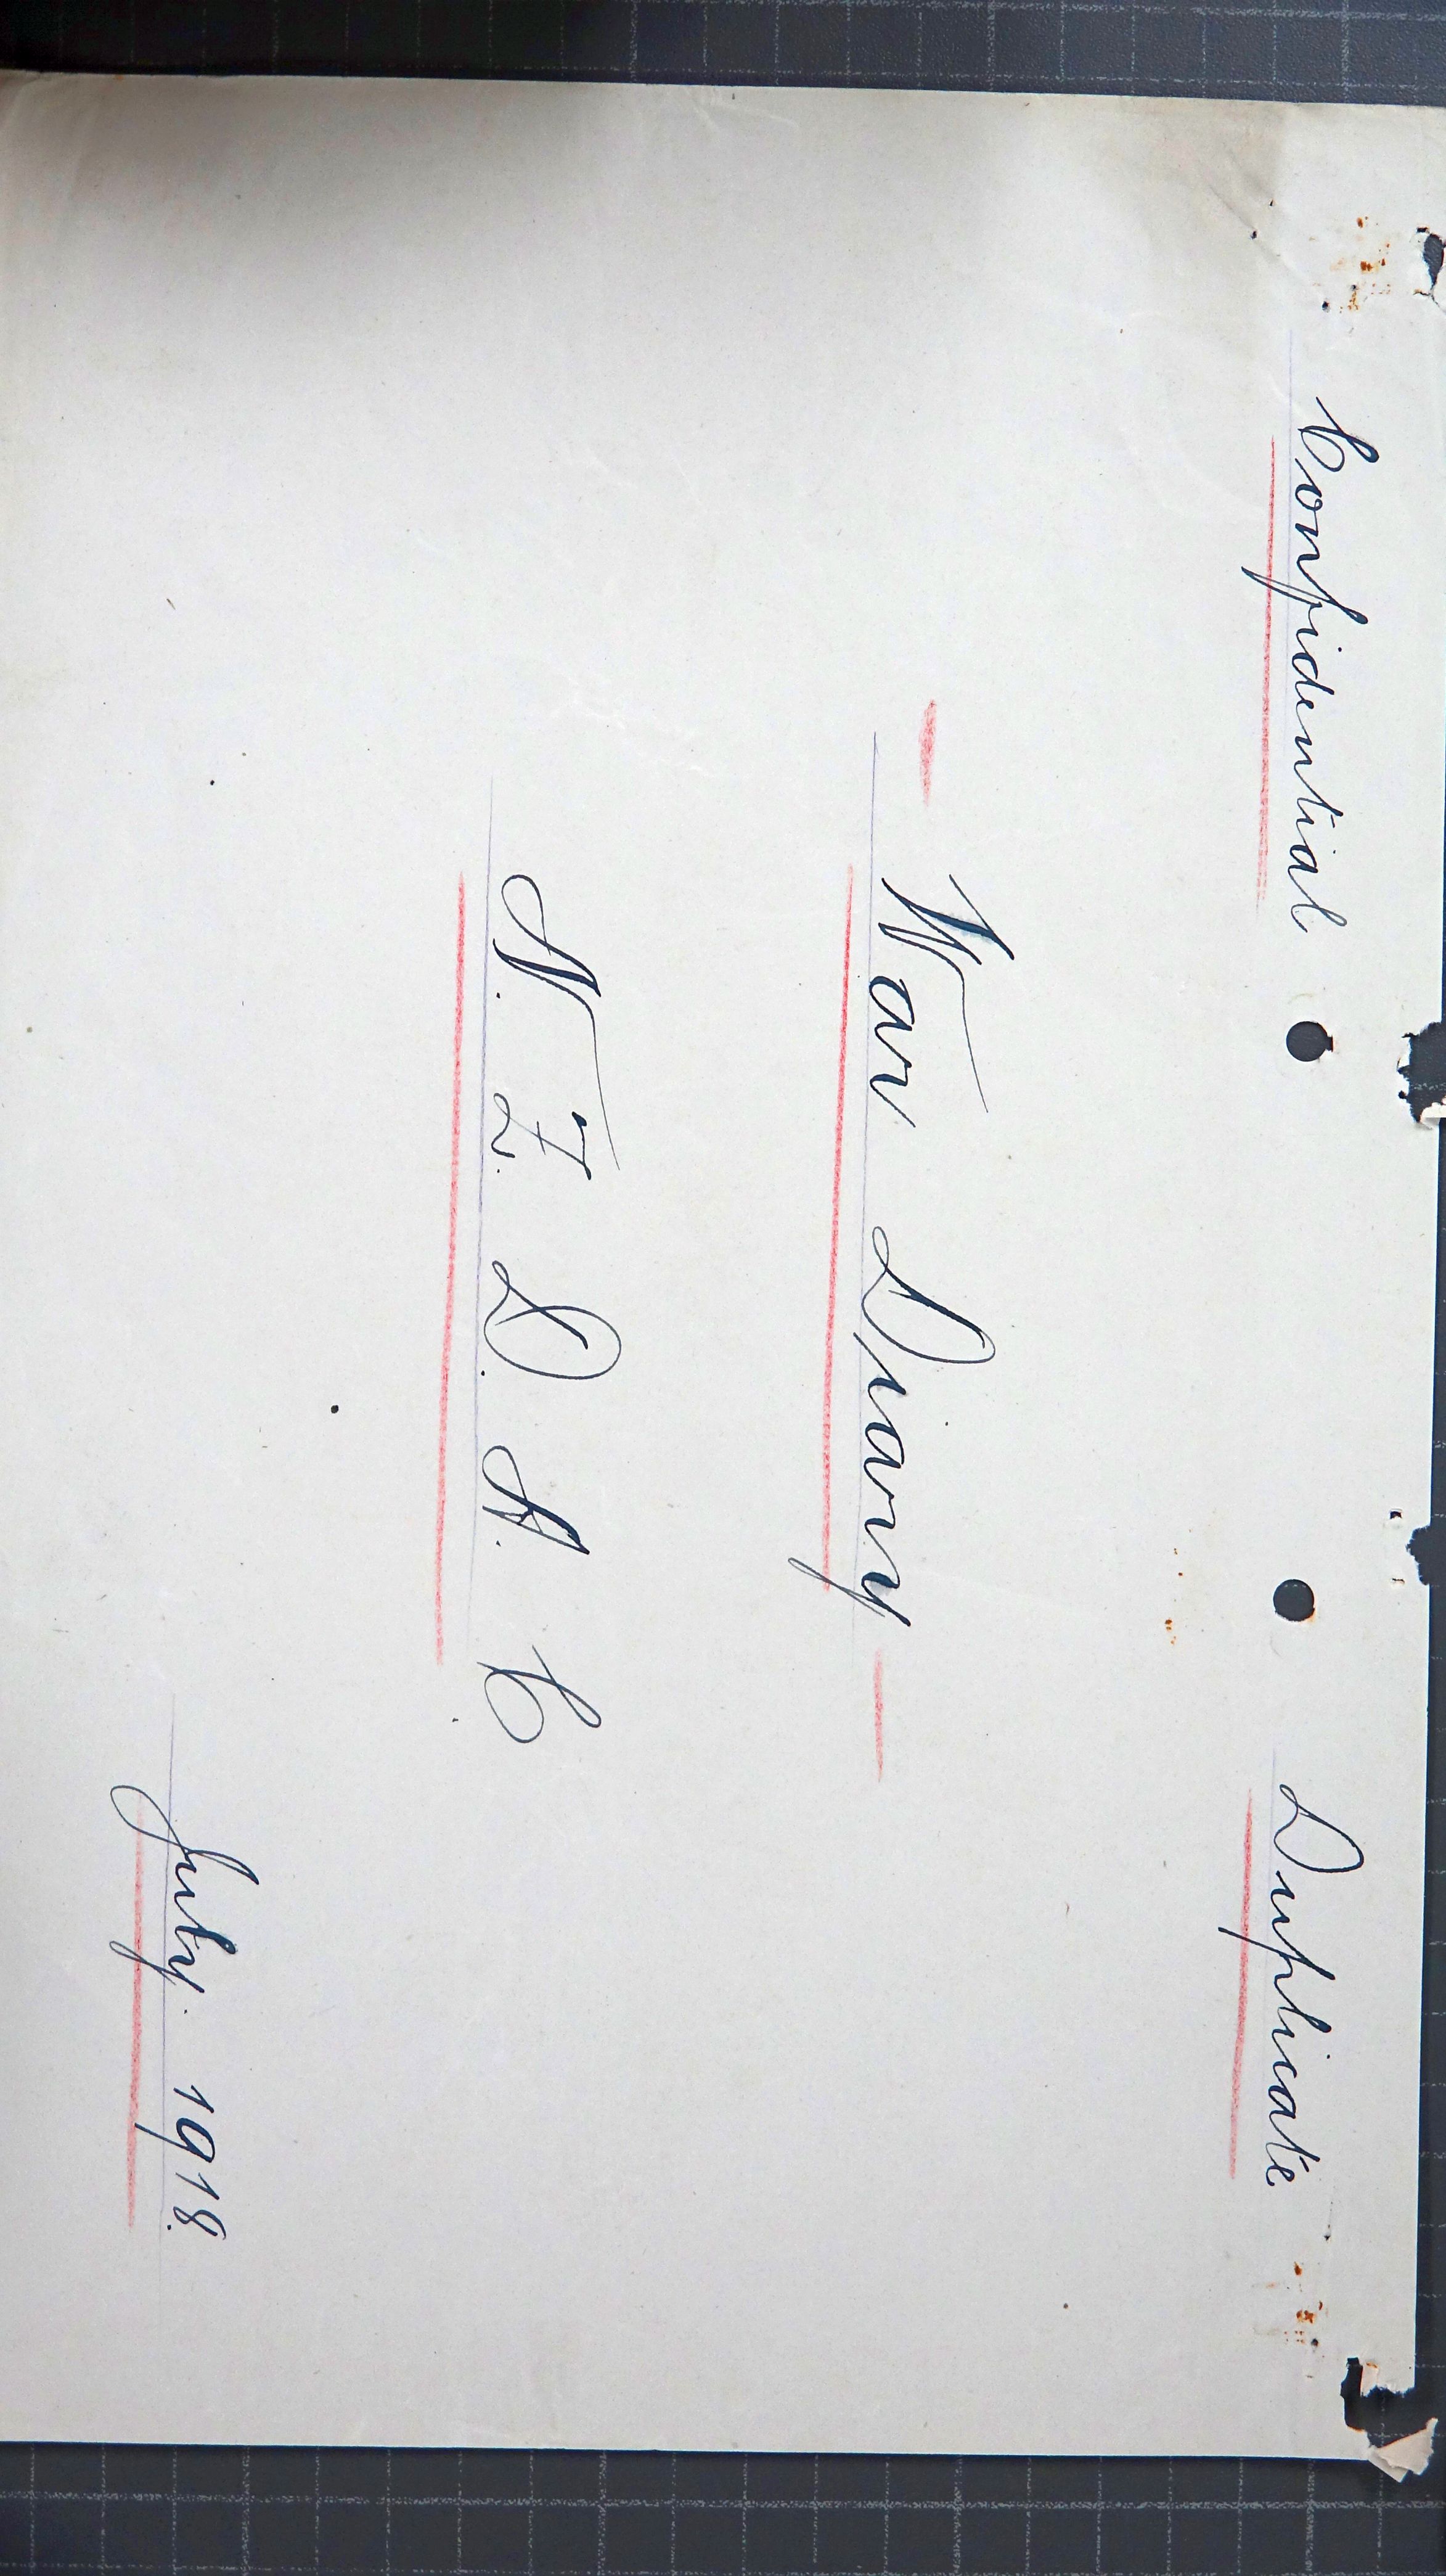 Confidential Duplicate
War Diary
N. Z. D. A. C
July. 1918.